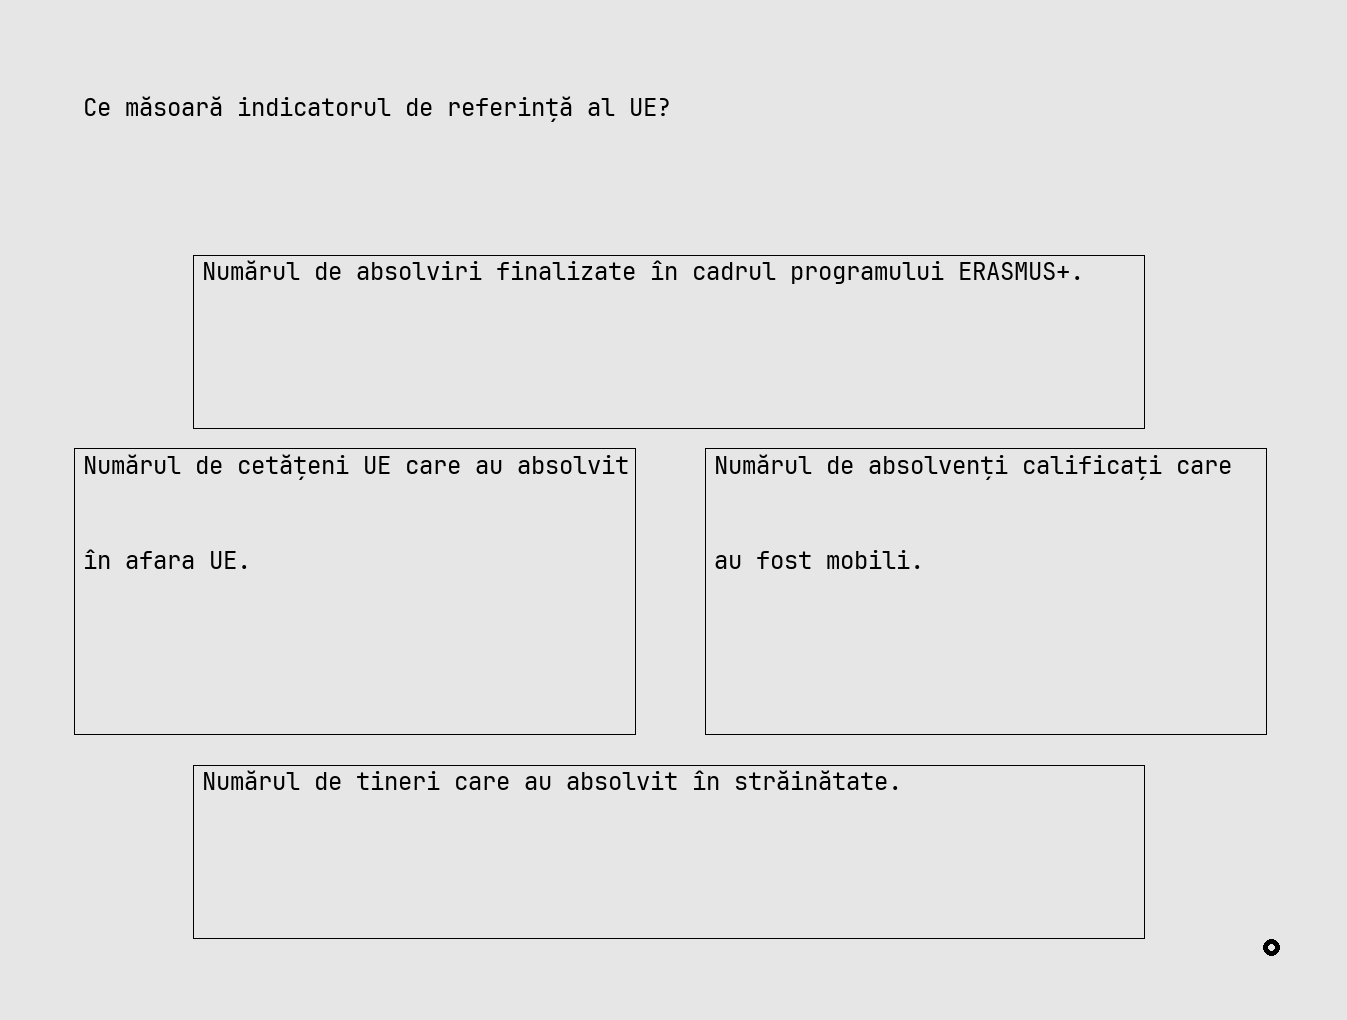 Ce măsoară indicatorul de referință al UE?
Numărul de absolviri finalizate în cadrul programului ERASMUS+.
Numărul de cetățeni UE care au absolvit
în afara UE.
Numărul de absolvenți calificați care
au fost mobili.
Numărul de tineri care au absolvit în străinătate.